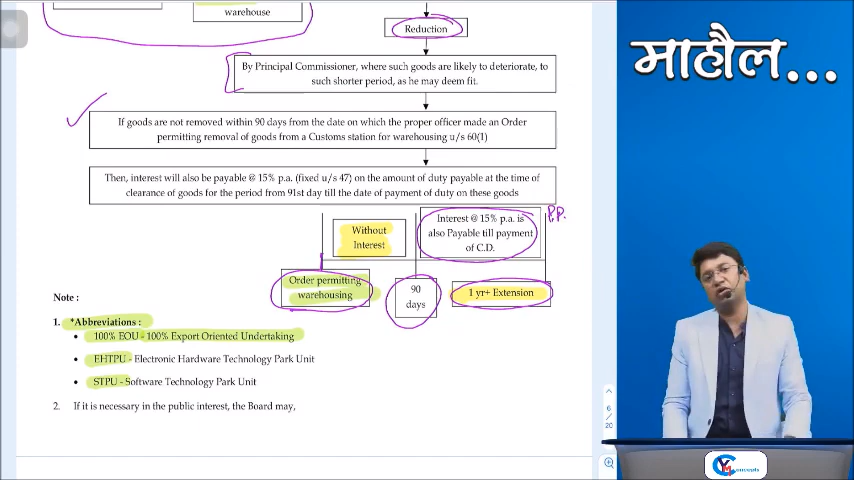 warehouse
Reduction
By Principal Commissioner, where such goods are likely to deteriorate, to
such shorter period, as he may deem fit.
If goods are not removed within 90 days from the date on which the proper officer made an Order
permitting removal of goods from a Customs station for warehousing u/s 60(1)
Then, interest will also be payable @ 15% p.a. (fixed u/s 47) on the amount of duty payable at the time of
clearance of goods for the period from 91st day till the date of payment of duty on these goods
Without
Interest
Interest @ 15% p.a. is
also Payable till payment
of C.D.
P.P.
Order permitting
warehousing
90
days
1 yr+ Extension
Note :
1. *Abbreviations :
• 100% EOU - 100% Export Oriented Undertaking
• EHTPU - Electronic Hardware Technology Park Unit
• STPU - Software Technology Park Unit
2. If it is necessary in the public interest, the Board may,
माहौल...
6
/
20